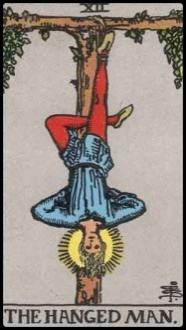 XII
THE HANGED MAN.